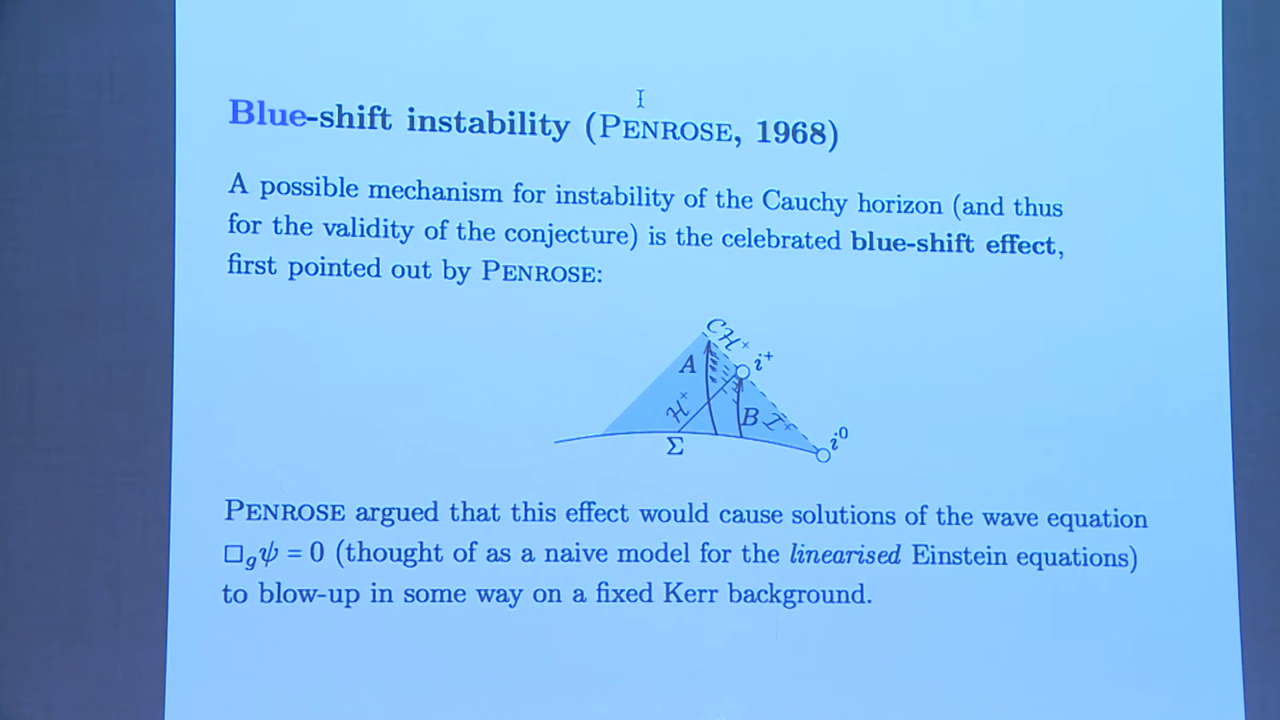 Blue-shift instability (PENROSE, 1968)
A possible mechanism for instability of the Cauchy horizon (and thus
for the validity of the conjecture) is the celebrated blue-shift effect,
first pointed out by PENROSE:
CH⁺
A
i⁺
H⁺
B
I⁺
Σ
i⁰
PENROSE argued that this effect would cause solutions of the wave equation
□_gψ = 0 (thought of as a naive model for the linearised Einstein equations)
to blow-up in some way on a fixed Kerr background.